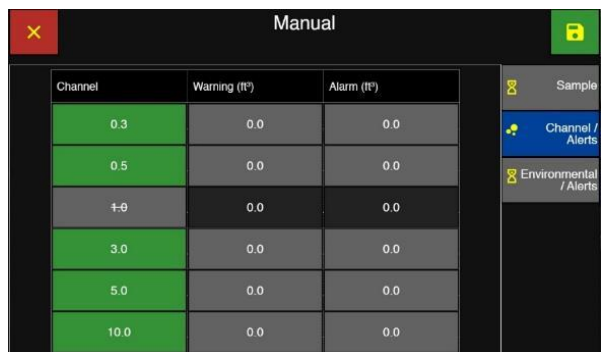 Manual
Channel Warning (ft³) Alarm (ft³)
0.3 0.0 0.0
0.5 0.0 0.0
1.0 0.0 0.0
3.0 0.0 0.0
5.0 0.0 0.0
10.0 0.0 0.0
Sample
Channel /
Alerts
Environmental
/ Alerts